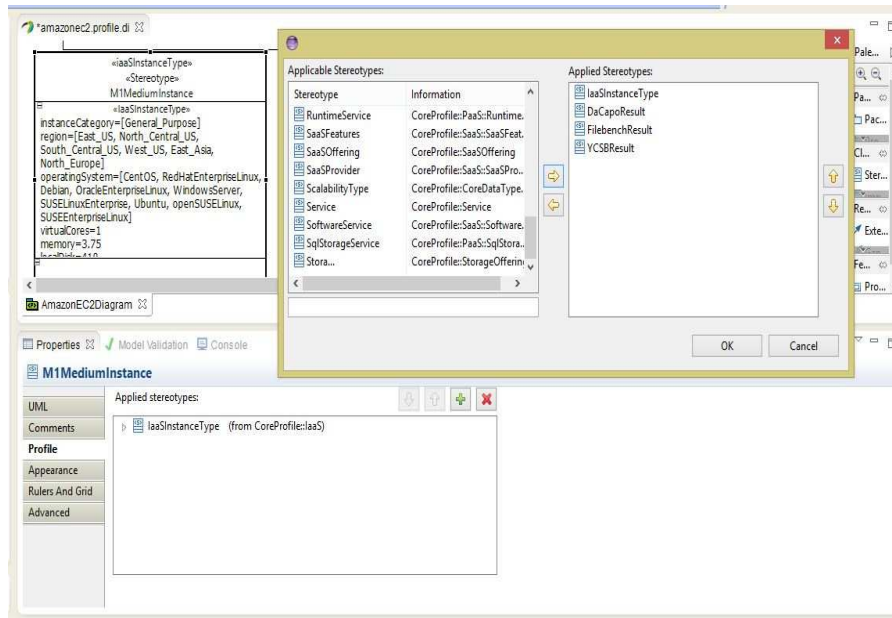 *amazonec2.profile.di
«iaaSInstanceType»
«Stereotype»
M1MediumInstance
«IaaSInstanceType»
instanceCategory=[General_Purpose]
region=[East_US, North_Central_US,
South_Central_US, West_US, East_Asia,
North_Europe]
operatingSystem=[CentOS, RedHatEnterpriseLinux,
Debian, OracleEnterpriseLinux, WindowsServer,
SUSELinuxEnterprise, Ubuntu, openSUSELinux,
SUSEEnterpriseLinux]
virtualCores=1
memory=3.75
localDisk=410
AmazonEC2Diagram
Applicable Stereotypes:
Stereotype Information
RuntimeService CoreProfile::PaaS::Runtime.
SaaSFeatures CoreProfile::SaaS::SaaSFeat.
SaaSOffering CoreProfile::SaaSOffering
SaaSProvider CoreProfile::SaaS::SaaSPro..
ScalabilityType CoreProfile::CoreDataType.
Service CoreProfile::Service
SoftwareService CoreProfile::SaaS::Software.
SqlStorageService CoreProfile::PaaS::SqlStora..
Stora... CoreProfile::StorageOffering
Applied Stereotypes:
IaaSInstanceType
DaCapoResult
FilebenchResult
YCSBResult
OK Cancel
Pale...
Pa...
Pac...
Cl...
Ster...
Re...
Exte...
Fe...
Pro...
Properties Model Validation Console
M1MediumInstance
UML
Comments
Profile
Appearance
Rulers And Grid
Advanced
Applied stereotypes:
IaaSInstanceType (from CoreProfile::IaaS)